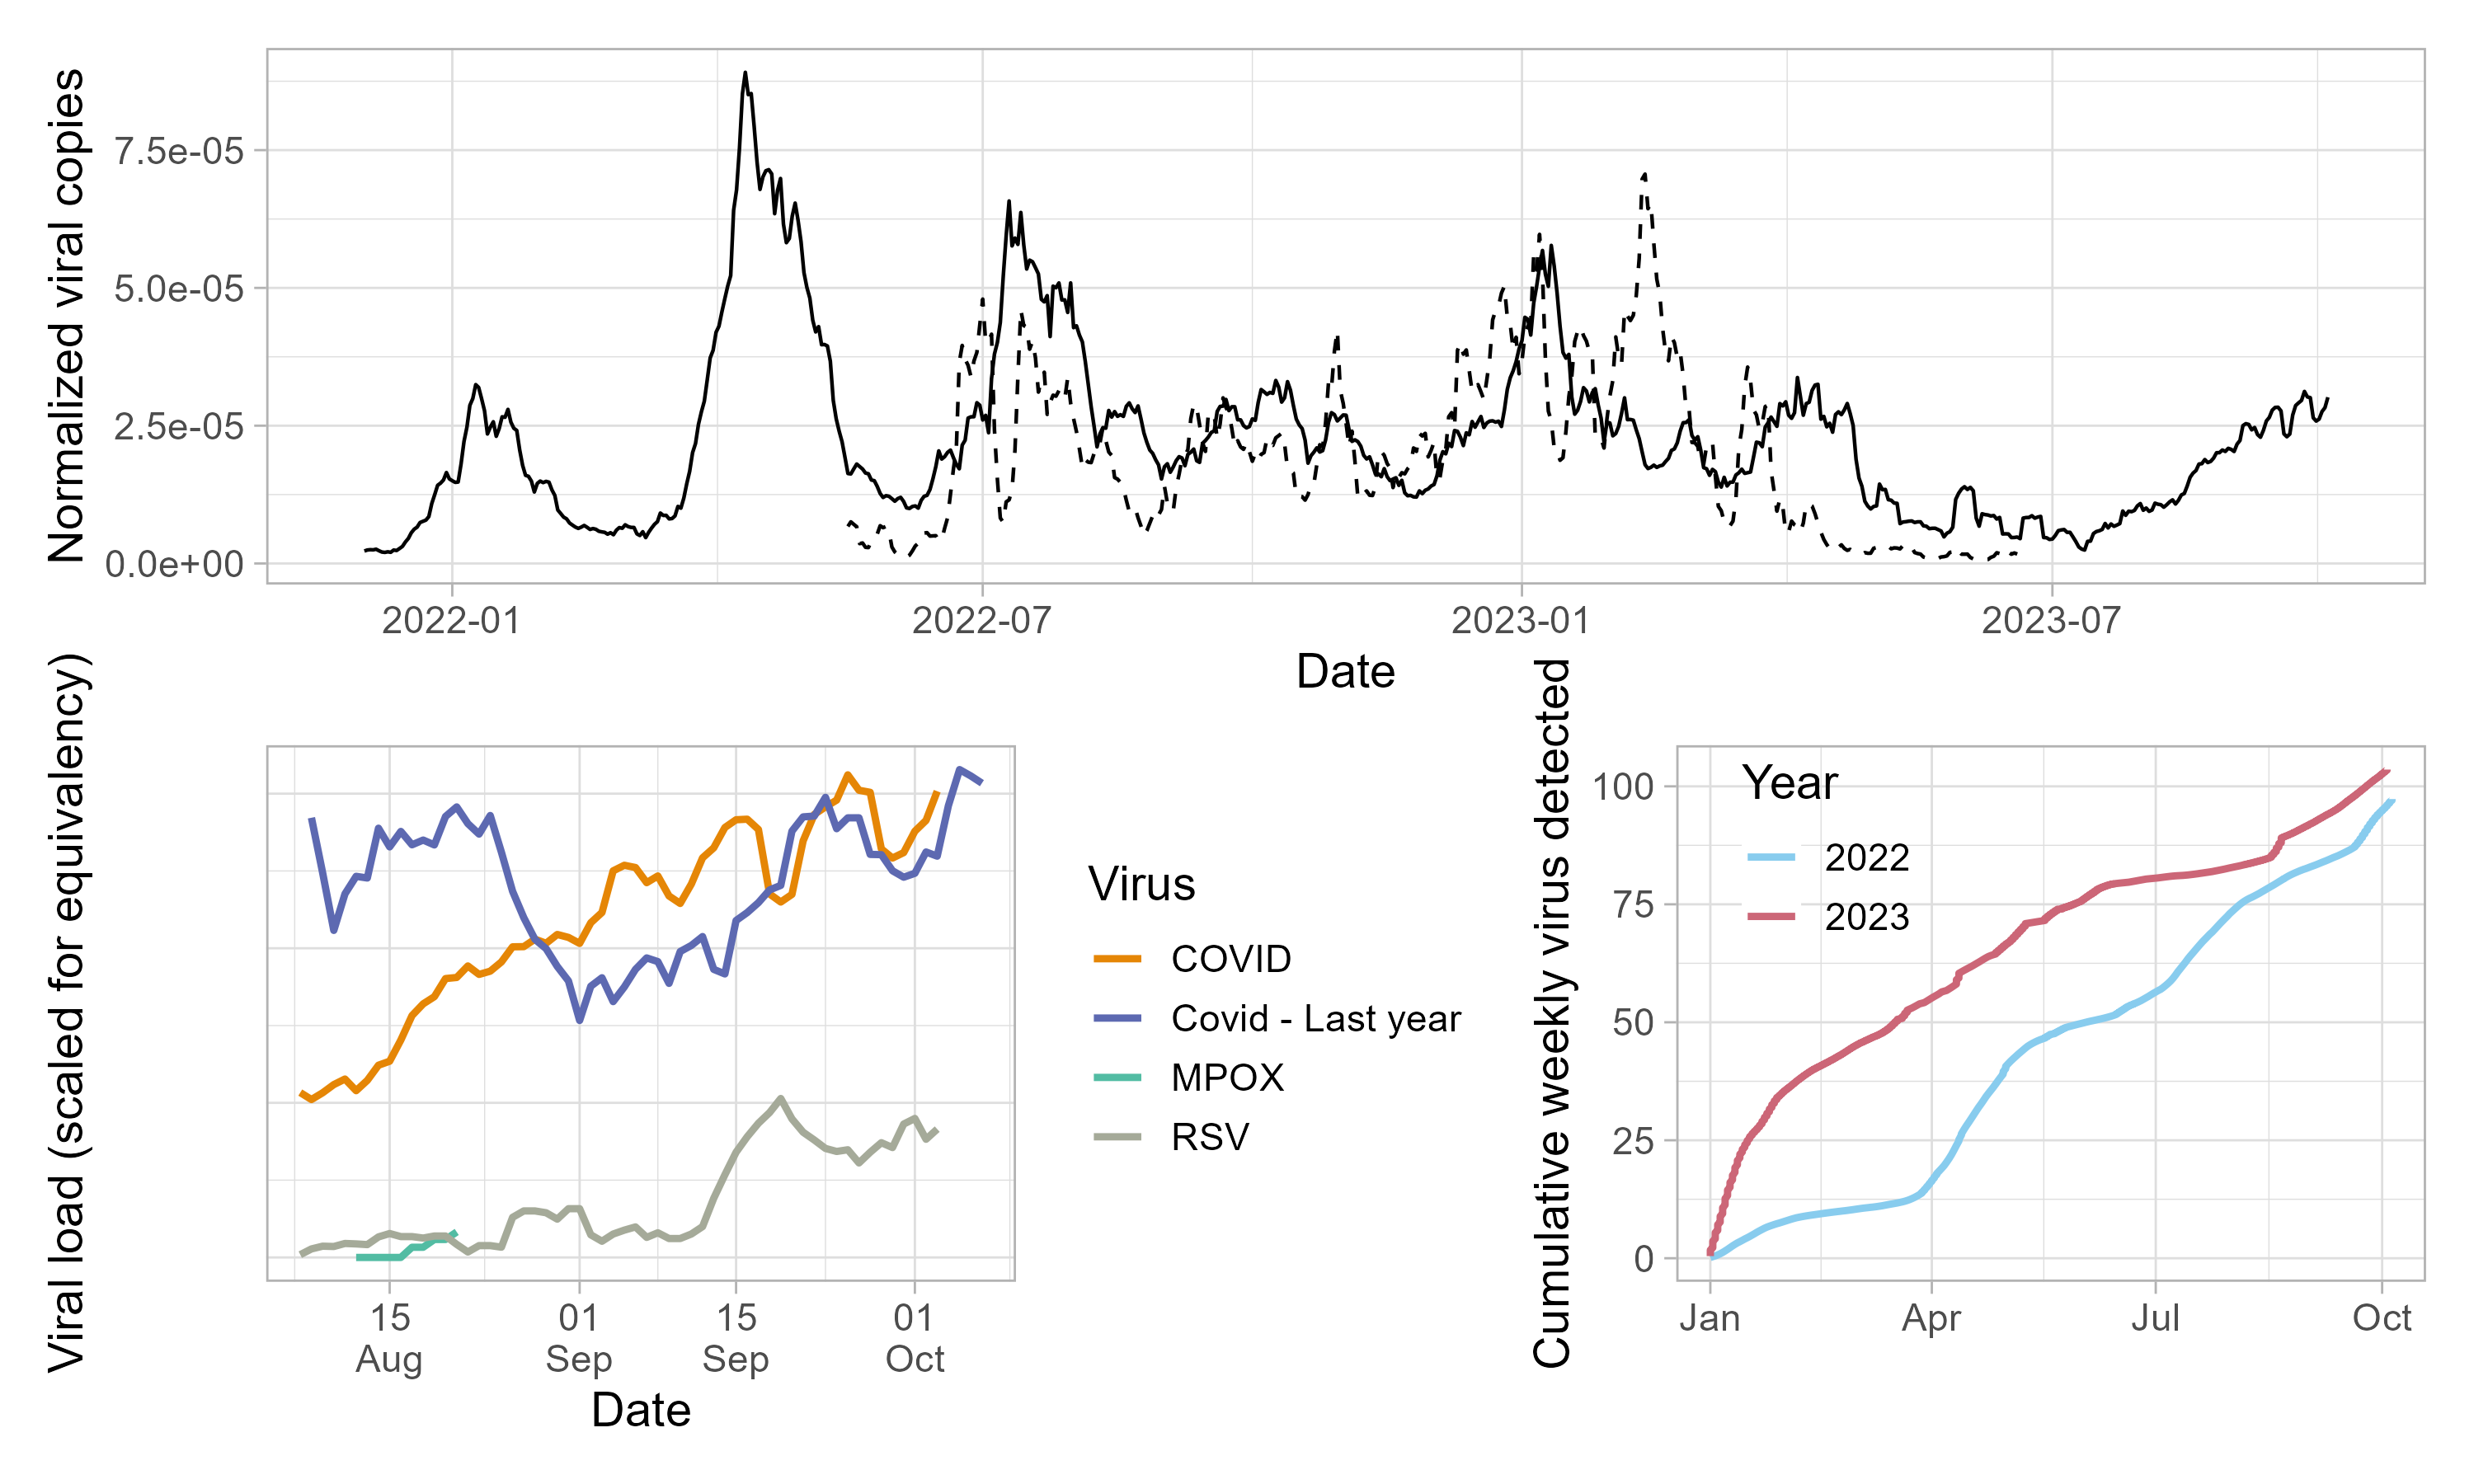 Normalized viral copies
7.5e-05
5.0e-05
2.5e-05
0.0e+00
2022-01
2022-07
2023-01
2023-07
Date
Viral load (scaled for equivalency)
15
Aug
01
Sep
15
Sep
01
Oct
Date
Virus
COVID
Covid - Last year
MPOX
RSV
Cumulative weekly virus detected
100
75
50
25
0
Year
2022
2023
Jan
Apr
Jul
Oct